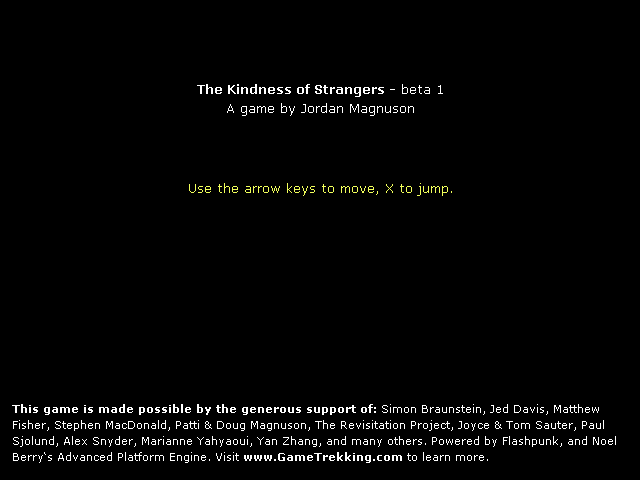 The Kindness of Strangers - beta 1
A game by Jordan Magnuson
Use the arrow keys to move, X to jump.
This game is made possible by the generous support of: Simon Braunstein, Jed Davis, Matthew
Fisher, Stephen MacDonald, Patti & Doug Magnuson, The Revisitation Project, Joyce & Tom Sauter, Paul
Sjolund, Alex Snyder, Marianne Yahyaoui, Yan Zhang, and many others. Powered by Flashpunk, and Noel
Berry`s Advanced Platform Engine. Visit www.GameTrekking.com to learn more.